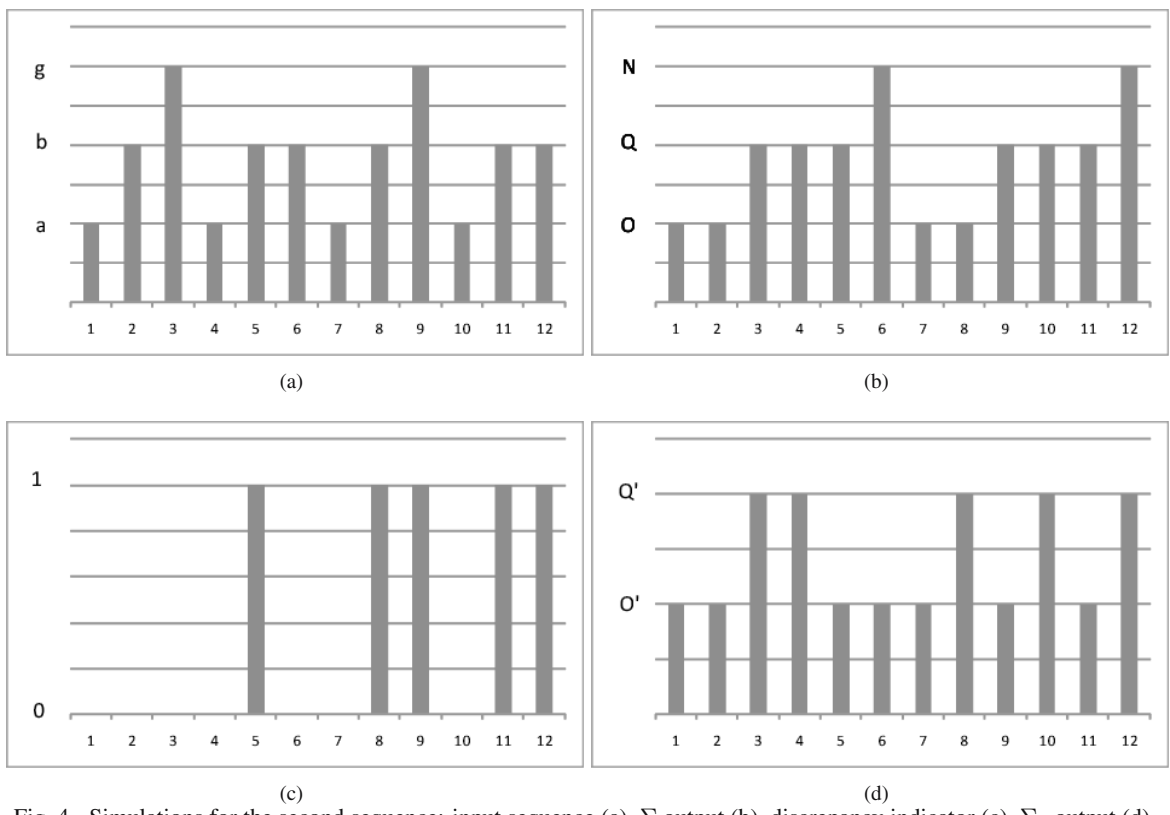 g
b
a
1 2 3 4 5 6 7 8 9 10 11 12
(a)
N
Q
O
1 2 3 4 5 6 7 8 9 10 11 12
(b)
1
0
1 2 3 4 5 6 7 8 9 10 11 12
(c)
Q'
O'
1 2 3 4 5 6 7 8 9 10 11 12
(d)
Fig. 4. Simulations for the second sequence: input sequence (a), Σ output (b), discrepancy indicator (c), Σ output (d).